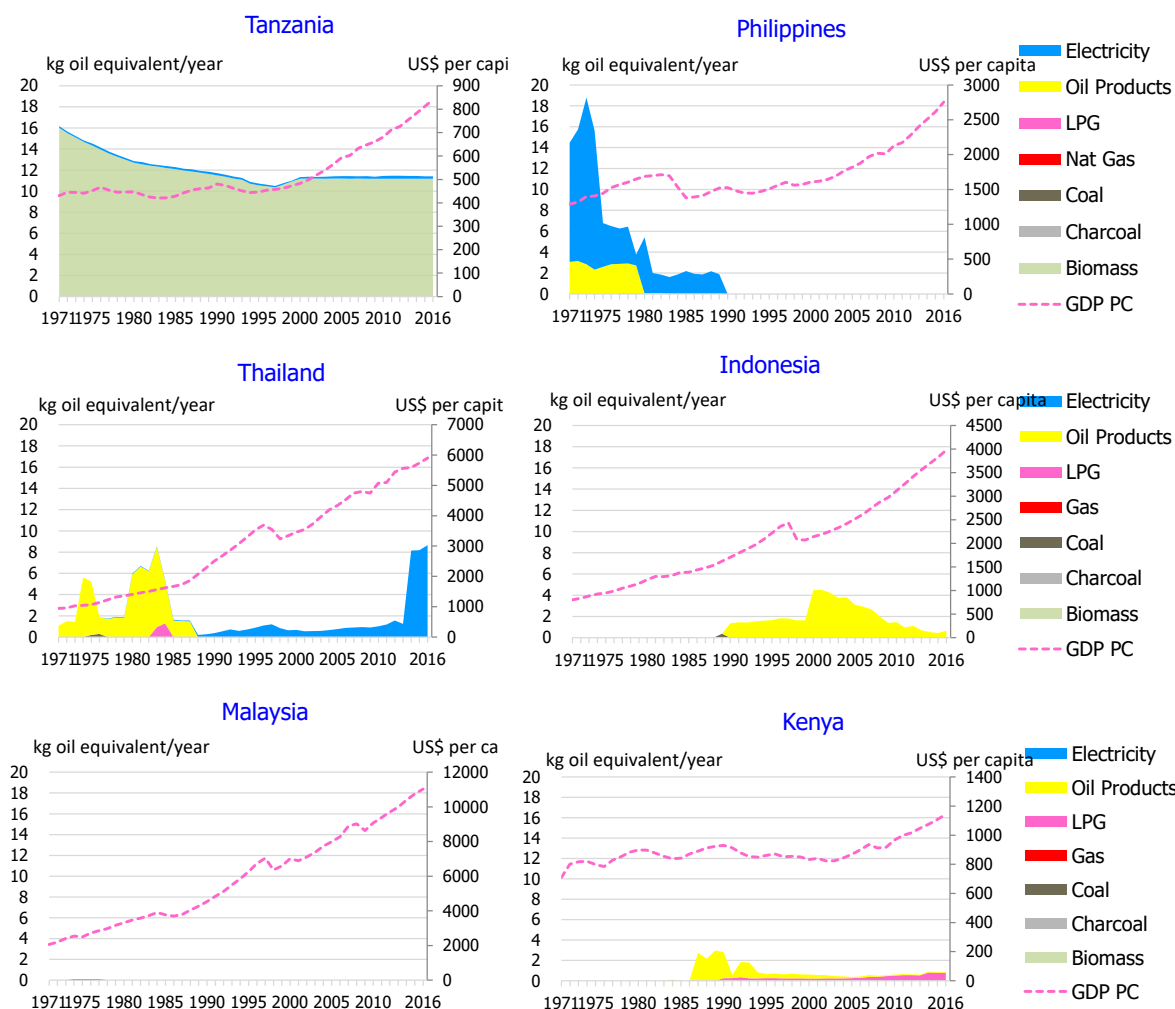 Tanzania
kg oil equivalent/year
US$ per capi
20
18
16
14
12
10
8
6
4
2
0
900
800
700
600
500
400
300
200
100
0
1971 1975 1980 1985 1990 1995 2000 2005 2010 2016
Philippines
kg oil equivalent/year
US$ per capita
20
18
16
14
12
10
8
6
4
2
0
3000
2500
2000
1500
1000
500
0
1971 1975 1980 1985 1990 1995 2000 2005 2010 2016
Electricity
Oil Products
LPG
Nat Gas
Coal
Charcoal
Biomass
GDP PC
Thailand
kg oil equivalent/year
US$ per capit
20
18
16
14
12
10
8
6
4
2
0
7000
6000
5000
4000
3000
2000
1000
0
1971 1975 1980 1985 1990 1995 2000 2005 2010 2016
Indonesia
kg oil equivalent/year
US$ per capita
20
18
16
14
12
10
8
6
4
2
0
4500
4000
3500
3000
2500
2000
1500
1000
500
0
1971 1975 1980 1985 1990 1995 2000 2005 2010 2016
Electricity
Oil Products
LPG
Gas
Coal
Charcoal
Biomass
GDP PC
Malaysia
kg oil equivalent/year
US$ per ca
20
18
16
14
12
10
8
6
4
2
0
12000
10000
8000
6000
4000
2000
0
1971 1975 1980 1985 1990 1995 2000 2005 2010 2016
Kenya
kg oil equivalent/year
US$ per capita
20
18
16
14
12
10
8
6
4
2
0
1400
1200
1000
800
600
400
200
0
1971 1975 1980 1985 1990 1995 2000 2005 2010 2016
Electricity
Oil Products
LPG
Gas
Coal
Charcoal
Biomass
GDP PC